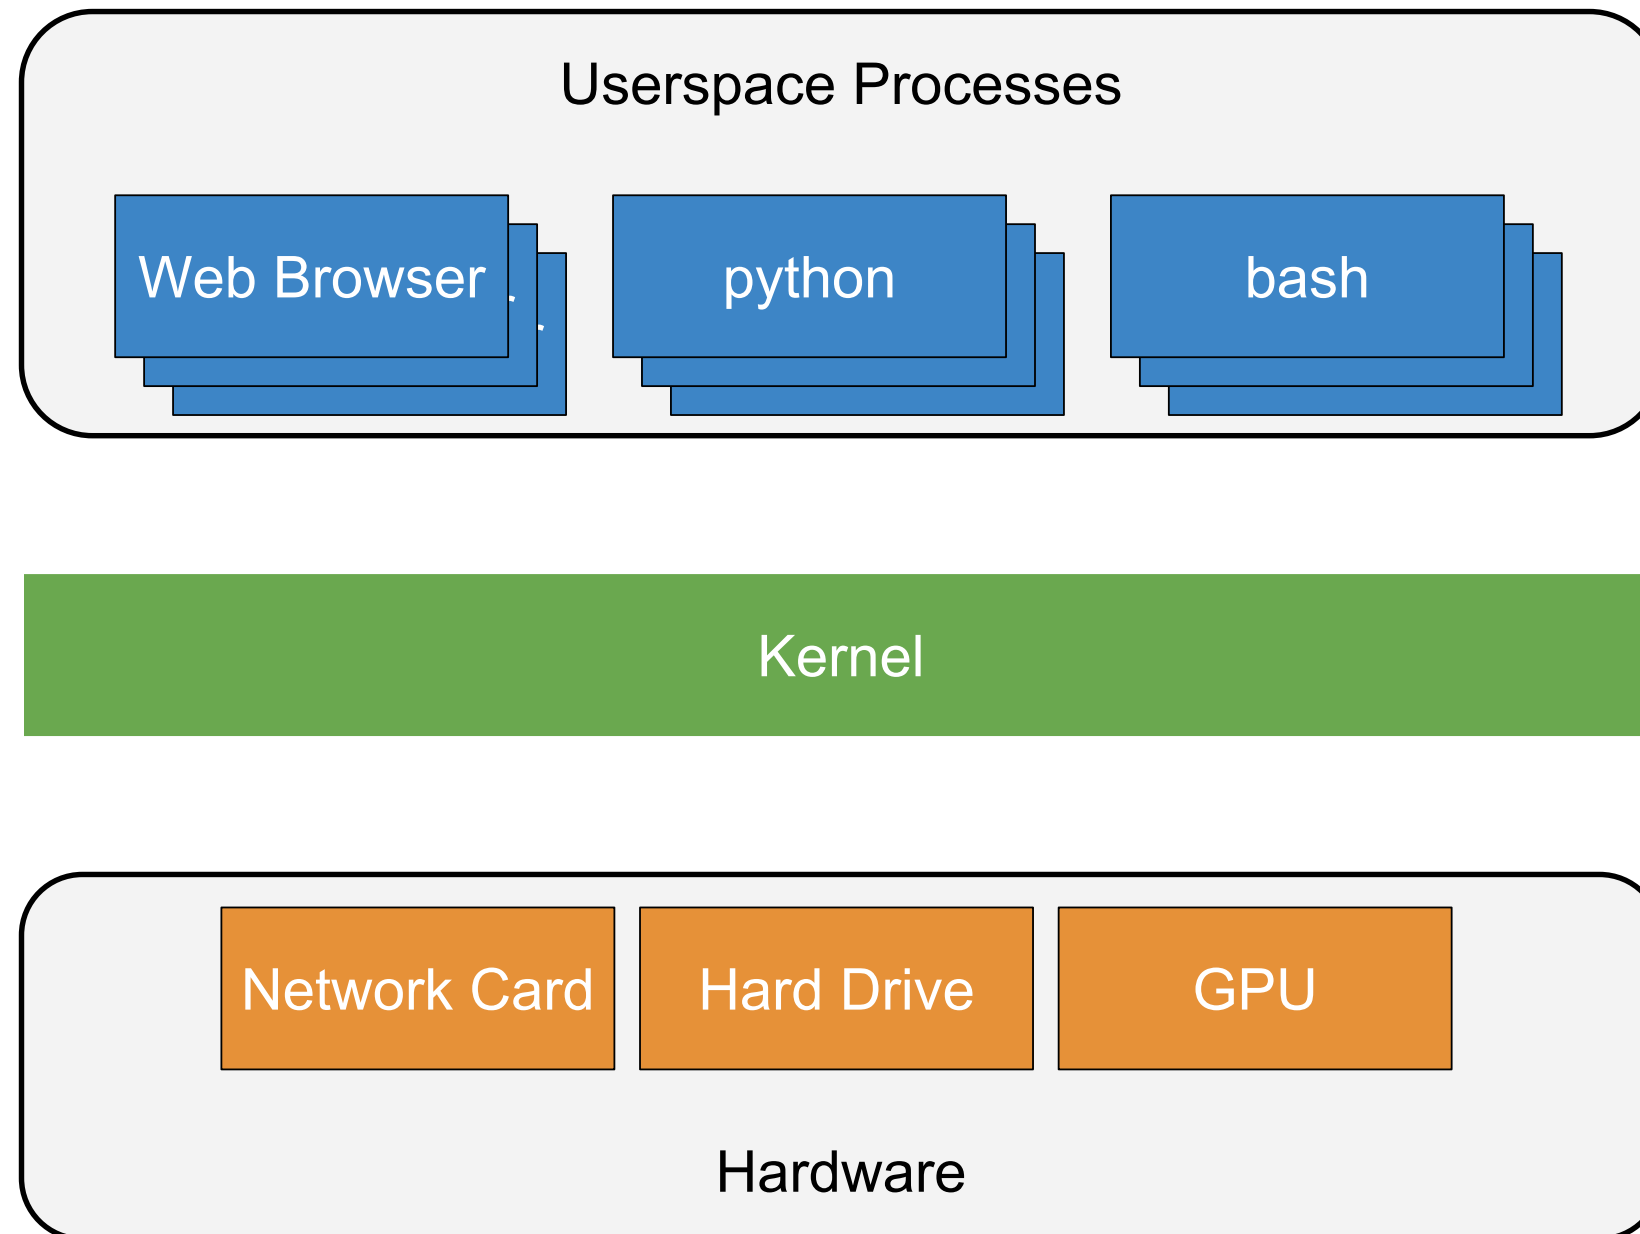 Userspace Processes
Web Browser
python
bash
Kernel
Network Card
Hard Drive
GPU
Hardware